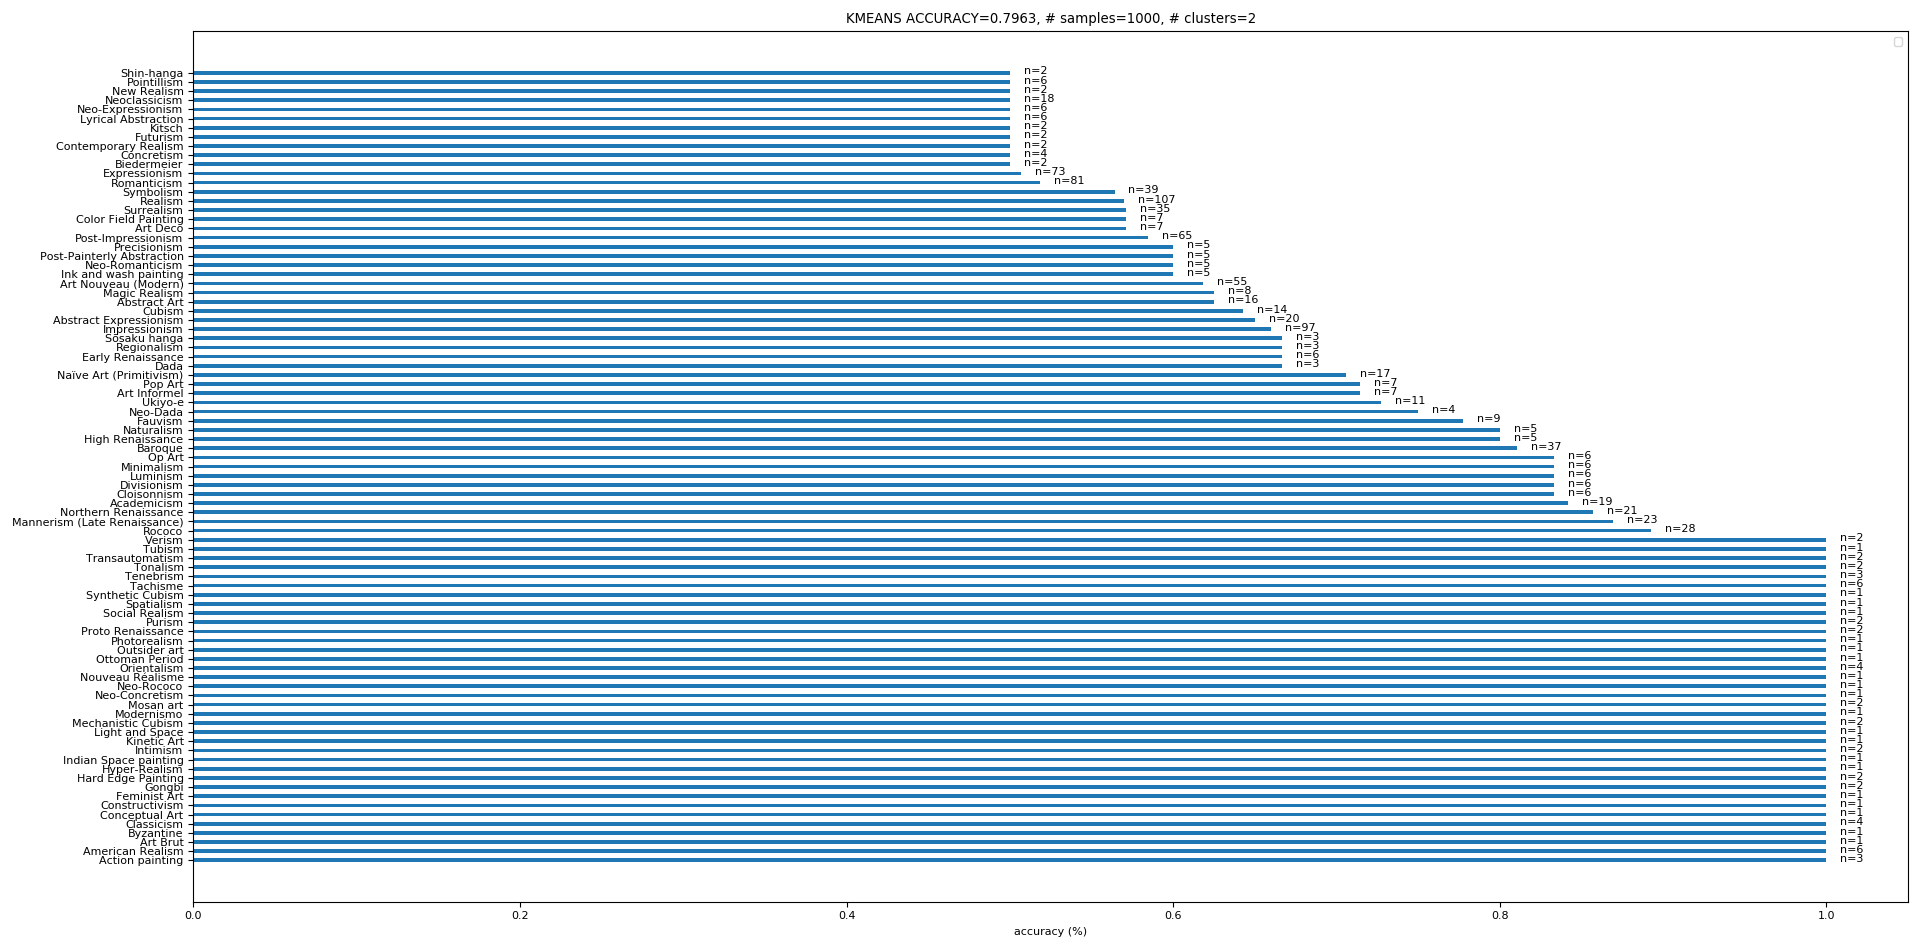 KMEANS ACCURACY=0.7963, # samples=1000, # clusters=2
Shin-hanga n=2
Pointillism n=6
New Realism n=2
Neoclassicism n=18
Neo-Expressionism n=6
Lyrical Abstraction n=6
Kitsch n=2
Futurism n=2
Contemporary Realism n=2
Concretism n=4
Biedermeier n=2
Expressionism n=73
Romanticism n=81
Symbolism n=39
Realism n=107
Surrealism n=35
Color Field Painting n=7
Art Deco n=7
Post-Impressionism n=65
Precisionism n=5
Post-Painterly Abstraction n=5
Neo-Romanticism n=5
Ink and wash painting n=5
Art Nouveau (Modern) n=55
Magic Realism n=8
Abstract Art n=16
Cubism n=14
Abstract Expressionism n=20
Impressionism n=97
Sōsaku hanga n=3
Regionalism n=3
Early Renaissance n=6
Dada n=3
Naïve Art (Primitivism) n=17
Pop Art n=7
Art Informel n=7
Ukiyo-e n=11
Neo-Dada n=4
Fauvism n=9
Naturalism n=5
High Renaissance n=5
Baroque n=37
Op Art n=6
Minimalism n=6
Luminism n=6
Divisionism n=6
Cloisonnism n=6
Academicism n=19
Northern Renaissance n=21
Mannerism (Late Renaissance) n=23
Rococo n=28
Verism n=2
Tubism n=1
Transautomatism n=2
Tonalism n=2
Tenebrism n=3
Tachisme n=6
Synthetic Cubism n=1
Spatialism n=1
Social Realism n=1
Purism n=2
Proto Renaissance n=2
Photorealism n=1
Outsider art n=1
Ottoman Period n=1
Orientalism n=4
Nouveau Réalisme n=1
Neo-Rococo n=1
Neo-Concretism n=1
Mosan art n=2
Modernismo n=1
Mechanistic Cubism n=2
Light and Space n=1
Kinetic Art n=1
Intimism n=2
Indian Space painting n=1
Hyper-Realism n=1
Hard Edge Painting n=2
Gongbi n=2
Feminist Art n=1
Constructivism n=1
Conceptual Art n=1
Classicism n=4
Byzantine n=1
Art Brut n=1
American Realism n=6
Action painting n=3
0.0 0.2 0.4 0.6 0.8 1.0
accuracy (%)